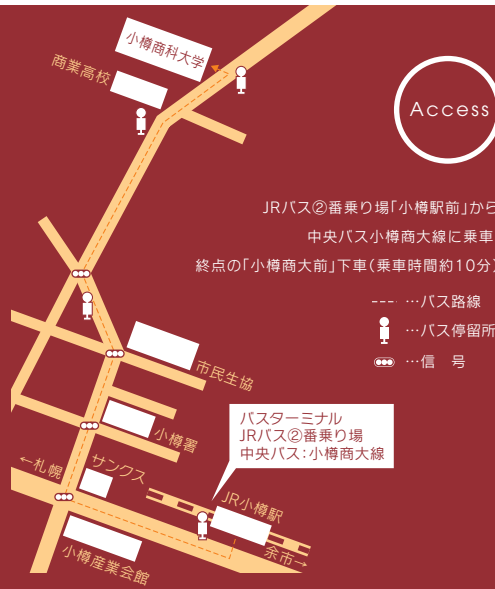 小樽商科大学
商業高校
Access
JRバス②番乗り場「小樽駅前」から
中央バス小樽商大線に乗車
終点の「小樽商大前」下車(乗車時間約10分)
…バス路線
…バス停留所
…信　号
市民生協
小樽署
バスターミナル
JRバス②番乗り場
中央バス：小樽商大線
←札幌
サンクス
JR小樽駅
余市→
小樽産業会館